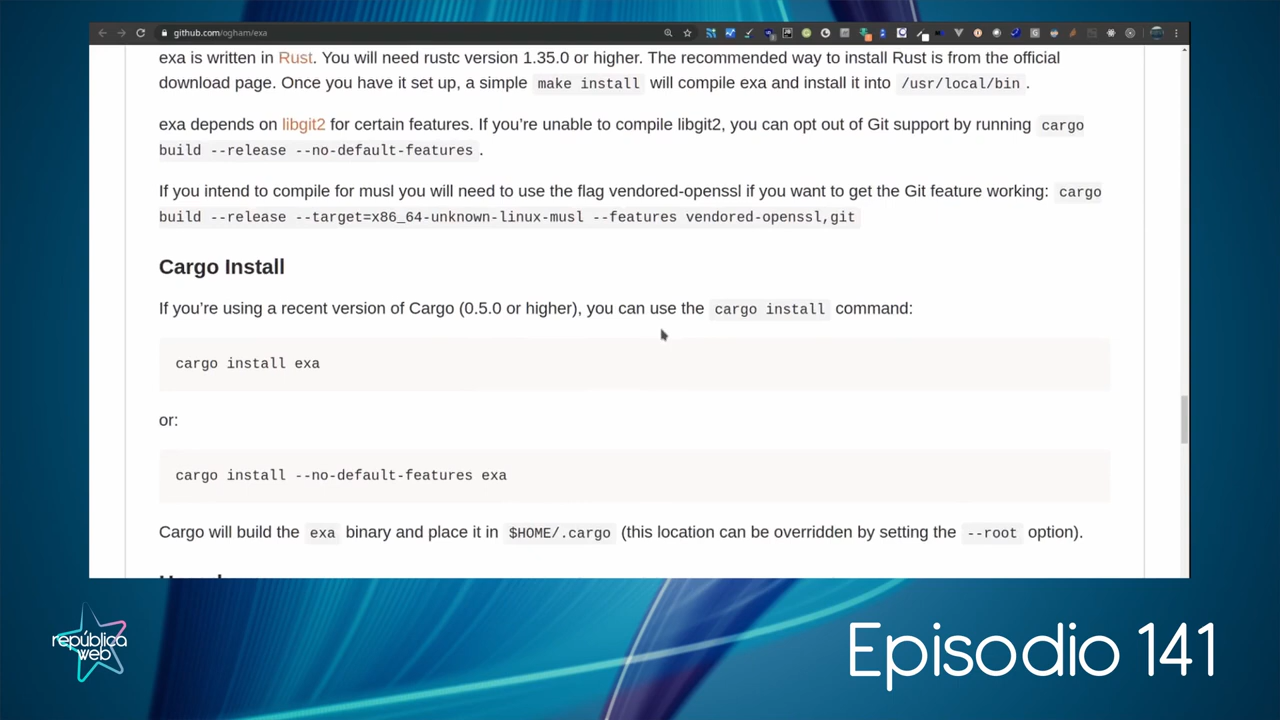 github.com/ogham/exa
exa is written in Rust. You will need rustc version 1.35.0 or higher. The recommended way to install Rust is from the official
download page. Once you have it set up, a simple make install will compile exa and install it into /usr/local/bin .
exa depends on libgit2 for certain features. If you’re unable to compile libgit2, you can opt out of Git support by running cargo
build --release --no-default-features .
If you intend to compile for musl you will need to use the flag vendored-openssl if you want to get the Git feature working: cargo
build --release --target=x86_64-unknown-linux-musl --features vendored-openssl,git
Cargo Install
If you’re using a recent version of Cargo (0.5.0 or higher), you can use the cargo install command:
cargo install exa
or:
cargo install --no-default-features exa
Cargo will build the exa binary and place it in $HOME/.cargo (this location can be overridden by setting the --root option).
república
web
Episodio 141